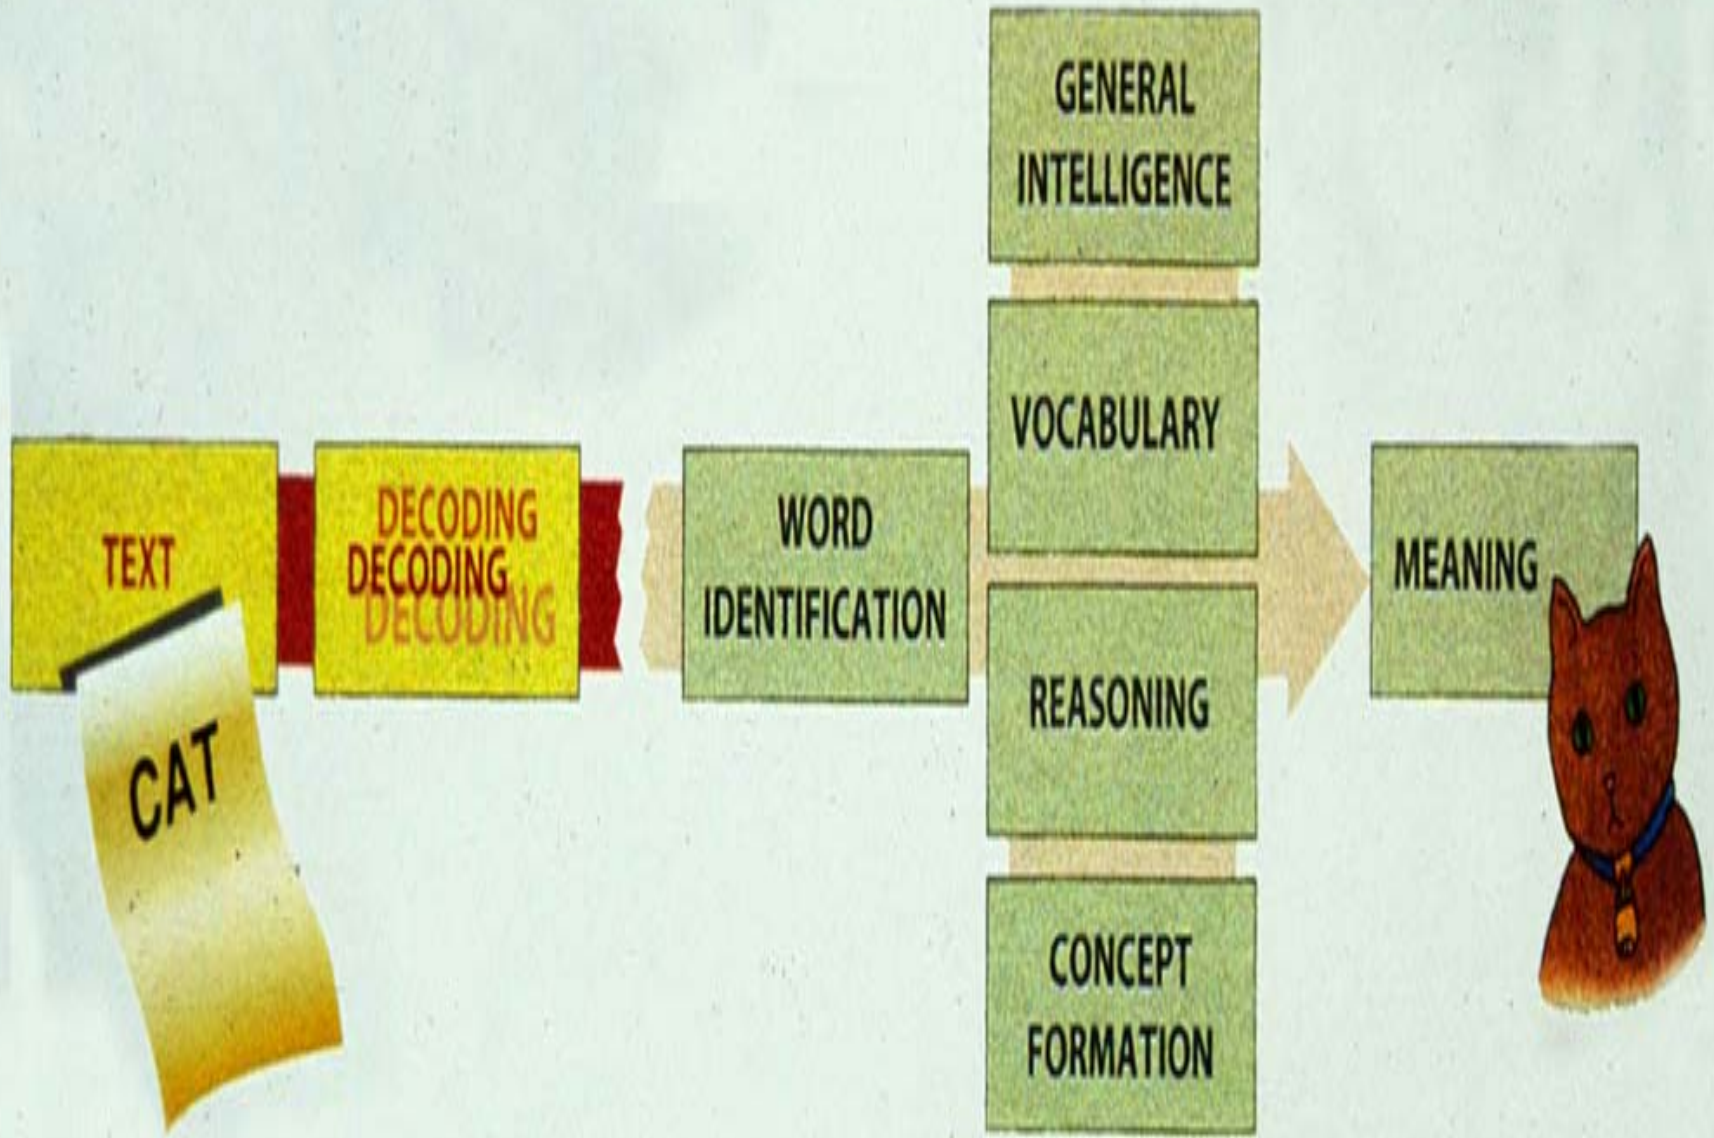 TEXT
CAT
DECODING
DECODING
DECODING
WORD
IDENTIFICATION
GENERAL
INTELLIGENCE
VOCABULARY
REASONING
CONCEPT
FORMATION
MEANING